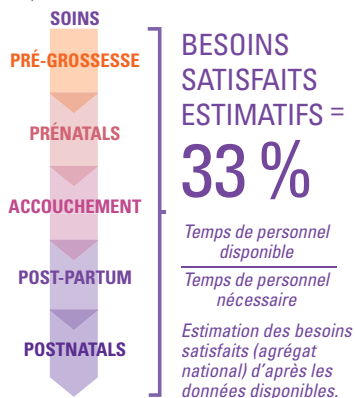 SOINS
PRÉ-GROSSESSE
PRÉNATALS
ACCOUCHEMENT
POST-PARTUM
POSTNATALS
BESOINS
SATISFAITS
ESTIMATIFS =
33 %
Temps de personnel
disponible
Temps de personnel
nécessaire
Estimation des besoins
satisfaits (agrégat
national) d’après les
données disponibles.